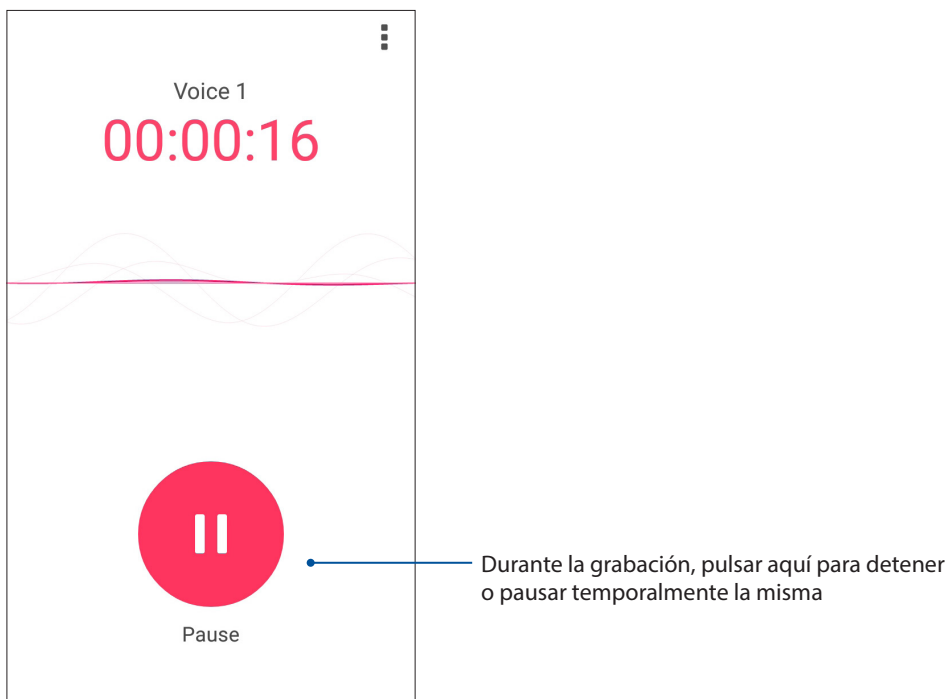 Voice 1
00:00:16
Durante la grabación, pulsar aquí para detener
o pausar temporalmente la misma
Pause